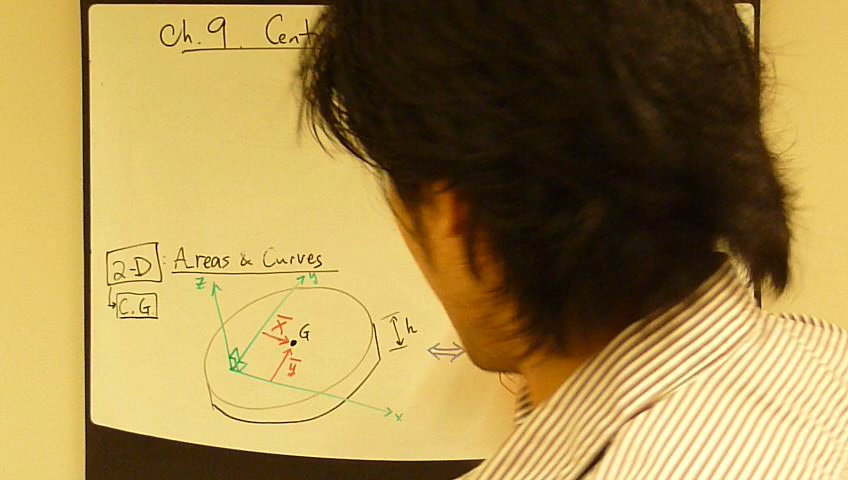 Ch. 9. Cent
2-D : Areas & Curves
C.G.
z
y
x̄
G
h
ȳ
x